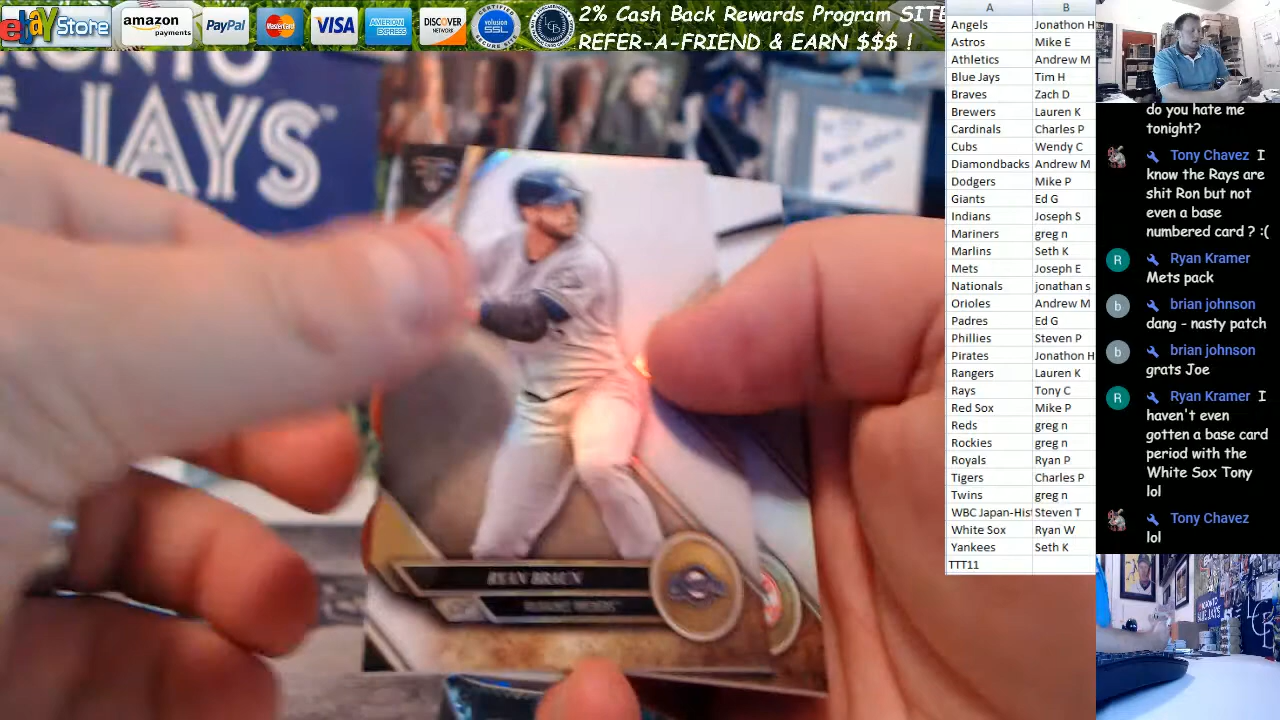 ebay Store
amazon
payments
PayPal
MasterCard
VISA
AMERICAN
EXPRESS
DISCOVER
NETWORK
volusion
SSL
2% Cash Back Rewards Program SITE
REFER-A-FRIEND & EARN $$$ !
JAYS
RYAN BRAUN
A B
Angels Jonathon H
Astros Mike E
Athletics Andrew M
Blue Jays Tim H
Braves Zach D
Brewers Lauren K
Cardinals Charles P
Cubs Wendy C
Diamondbacks Andrew M
Dodgers Mike P
Giants Ed G
Indians Joseph S
Mariners greg n
Marlins Seth K
Mets Joseph E
Nationals jonathan s
Orioles Andrew M
Padres Ed G
Phillies Steven P
Pirates Jonathon H
Rangers Lauren K
Rays Tony C
Red Sox Mike P
Reds greg n
Rockies greg n
Royals Ryan P
Tigers Charles P
Twins greg n
WBC Japan-Hist Steven T
White Sox Ryan W
Yankees Seth K
TTT11
do you hate me
tonight?
Tony Chavez I
know the Rays are
shit Ron but not
even a base
numbered card ? :(
R Ryan Kramer
Mets pack
b brian johnson
dang - nasty patch
b brian johnson
grats Joe
R Ryan Kramer I
haven't even
gotten a base card
period with the
White Sox Tony
lol
Tony Chavez
lol